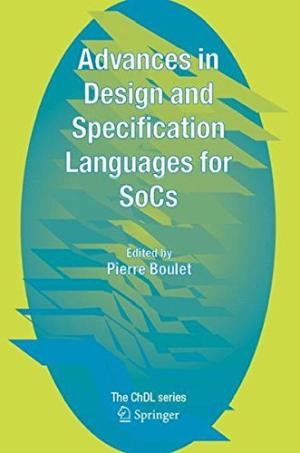 Advances in
Design and
Specification
Languages for
SoCs
Edited by
Pierre Boulet
The ChDL series
Springer